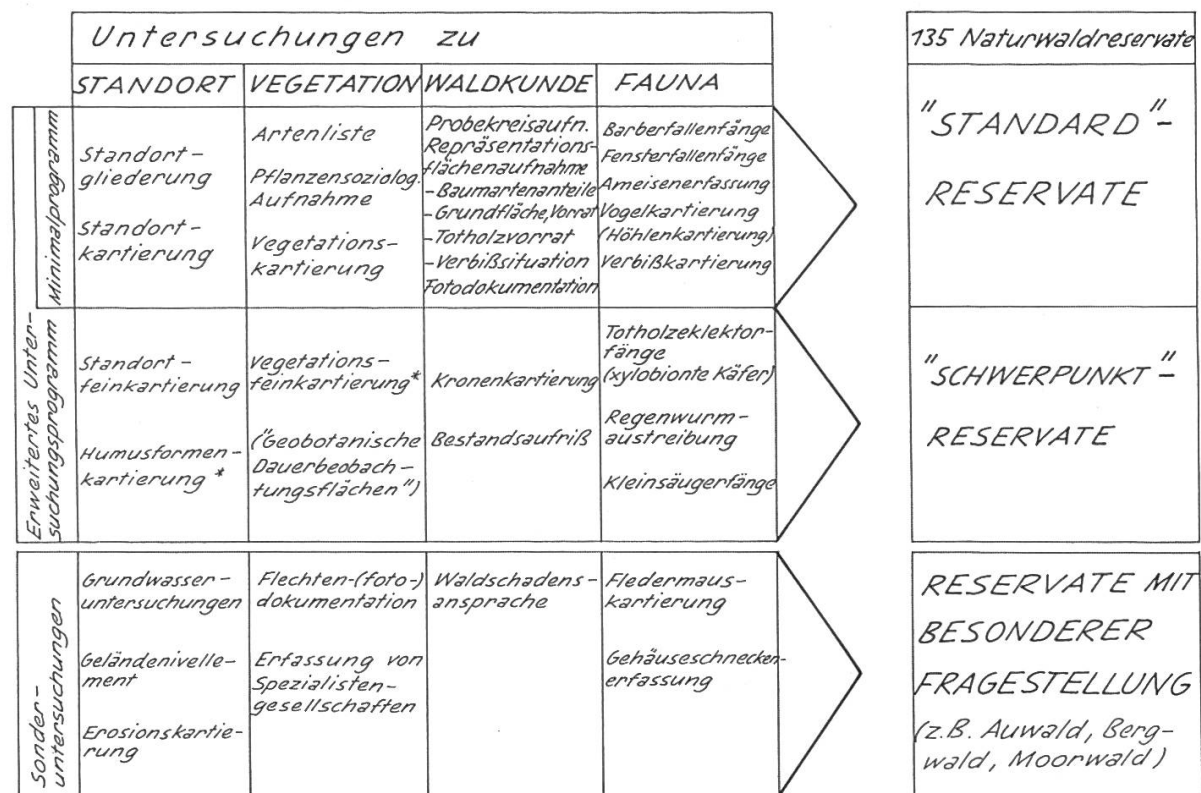 Untersuchungen zu
135 Naturwaldreservate
STANDORT
VEGETATION
WALDKUNDE
FAUNA
Erweitertes Unter-
suchungsprogramm
Minimalprogramm
Standort-
gliederung
Standort-
kartierung
Artenliste
Pflanzensoziolog.
Aufnahme
Vegetations-
kartierung
Probekreisaufn.
Repräsentations-
flächenaufnahme
-Baumartenanteile
-Grundfläche, Vorrat
-Totholzvorrat
-Verbißsituation
Fotodokumentation
Barberfallenfänge
Fensterfallenfänge
Ameisenerfassung
Vogelkartierung
(Höhlenkartierung)
Verbißkartierung
"STANDARD"-
RESERVATE
Standort-
feinkartierung
Humusformen-
kartierung *
Vegetations-
feinkartierung*
("Geobotanische
Dauerbeobach-
tungsflächen")
Kronenkartierung
Bestandsaufriß
Totholzeklektor-
fänge
(xylobionte Käfer)
Regenwurm-
austreibung
Kleinsäugerfänge
"SCHWERPUNKT"-
RESERVATE
Sonder-
untersuchungen
Grundwasser-
untersuchungen
Geländenivelle-
ment
Erosionskartie-
rung
Flechten-(foto-)
dokumentation
Erfassung von
Spezialisten-
gesellschaften
Waldschadens-
ansprache
Fledermaus-
kartierung
Gehäuseschnecken-
erfassung
RESERVATE MIT
BESONDERER
FRAGESTELLUNG
(z.B. Auwald, Berg-
wald, Moorwald)